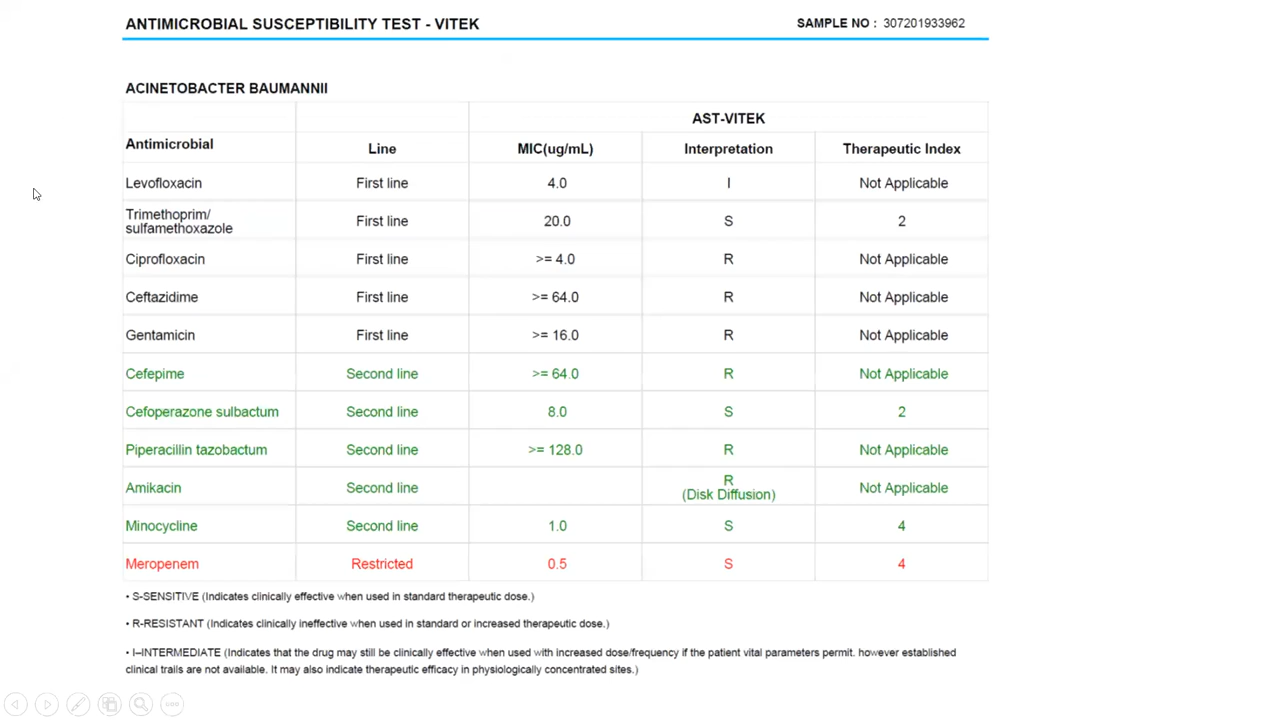 ANTIMICROBIAL SUSCEPTIBILITY TEST - VITEK SAMPLE NO : 307201933962
ACINETOBACTER BAUMANNII
AST-VITEK
Antimicrobial Line MIC(ug/mL) Interpretation Therapeutic Index
Levofloxacin First line 4.0 I Not Applicable
Trimethoprim/
sulfamethoxazole First line 20.0 S 2
Ciprofloxacin First line >= 4.0 R Not Applicable
Ceftazidime First line >= 64.0 R Not Applicable
Gentamicin First line >= 16.0 R Not Applicable
Cefepime Second line >= 64.0 R Not Applicable
Cefoperazone sulbactum Second line 8.0 S 2
Piperacillin tazobactum Second line >= 128.0 R Not Applicable
Amikacin Second line R
(Disk Diffusion) Not Applicable
Minocycline Second line 1.0 S 4
Meropenem Restricted 0.5 S 4
• S-SENSITIVE (Indicates clinically effective when used in standard therapeutic dose.)
• R-RESISTANT (Indicates clinically ineffective when used in standard or increased therapeutic dose.)
• I–INTERMEDIATE (Indicates that the drug may still be clinically effective when used with increased dose/frequency if the patient vital parameters permit. however established
clinical trails are not available. It may also indicate therapeutic efficacy in physiologically concentrated sites.)